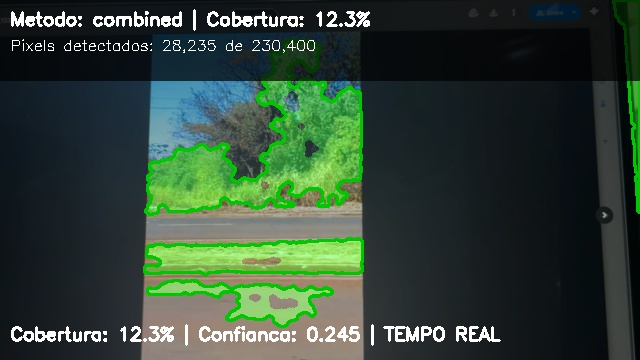 Metodo: combined | Cobertura: 12.3%
Pixels detectados: 28,235 de 230,400
Cobertura: 12.3% | Confianca: 0.245 | TEMPO REAL